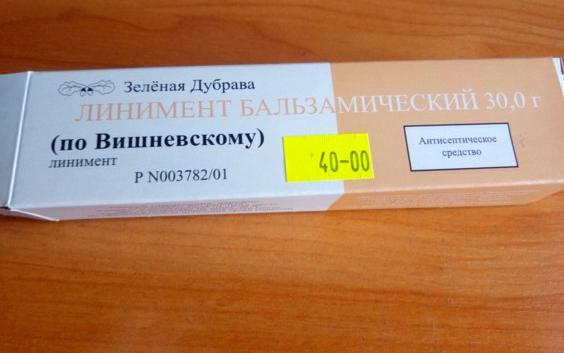 Зелёная Дубрава
ЛИНИМЕНТ БАЛЬЗАМИЧЕСКИЙ 30,0 г
(по Вишневскому)
линимент
Р N003782/01
40-00
Антисептическое
средство